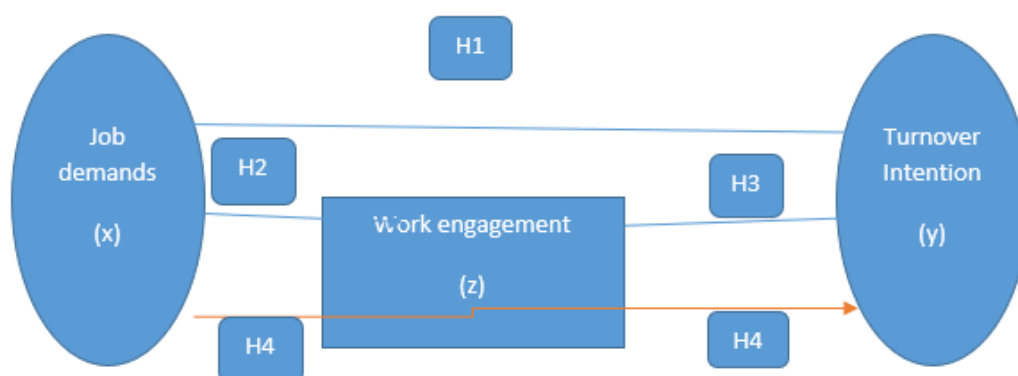 H1
Job
demands
(x)
H2
Work engagement
(z)
H3
Turnover
Intention
(y)
H4
H4